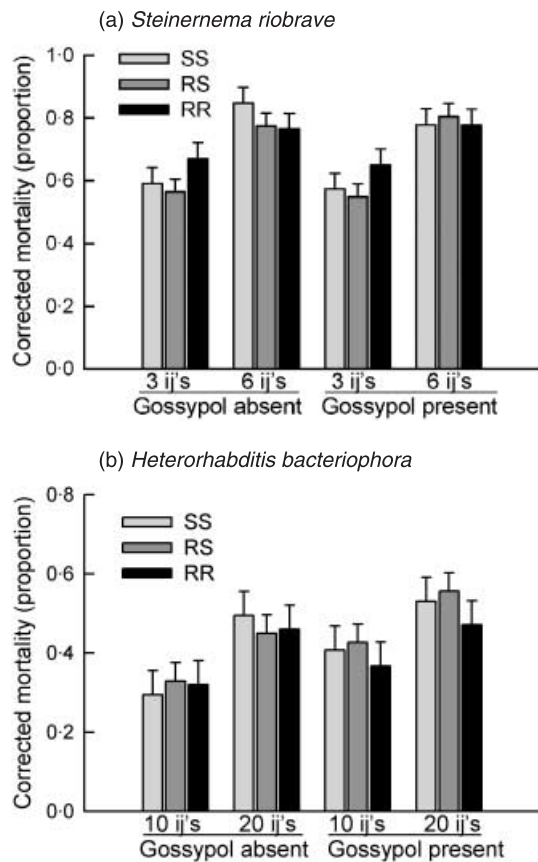 (a) Steinernema riobrave
Corrected mortality (proportion)
1·0
0·8
0·6
0·4
0·2
0·0
SS
RS
RR
3 ij's 6 ij's 3 ij's 6 ij's
Gossypol absent Gossypol present
(b) Heterorhabditis bacteriophora
Corrected mortality (proportion)
0·8
0·6
0·4
0·2
0·0
SS
RS
RR
10 ij's 20 ij's 10 ij's 20 ij's
Gossypol absent Gossypol present